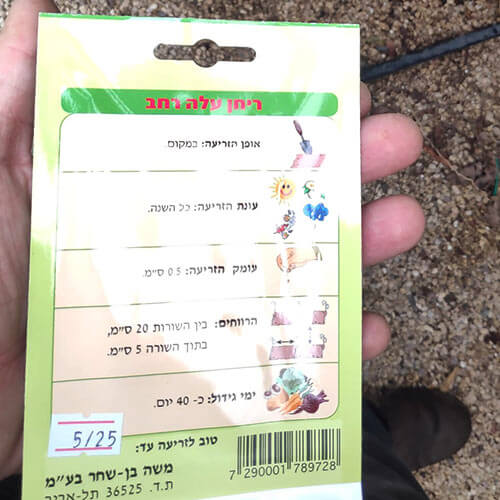 ריחן עלה רחב
אופן הזריעה: במקום.
עונת הזריעה: כל השנה.
עומק הזריעה: 0.5 ס"מ.
הרווחים: בין השורות 20 ס"מ,
בתוך השורה 5 ס"מ.
ימי גידול: כ- 40 יום.
טוב לזריעה עד:
5/25
משה בן-שחר בע"מ
ת.ד. 36525 תל-אביב
7 290001 789728